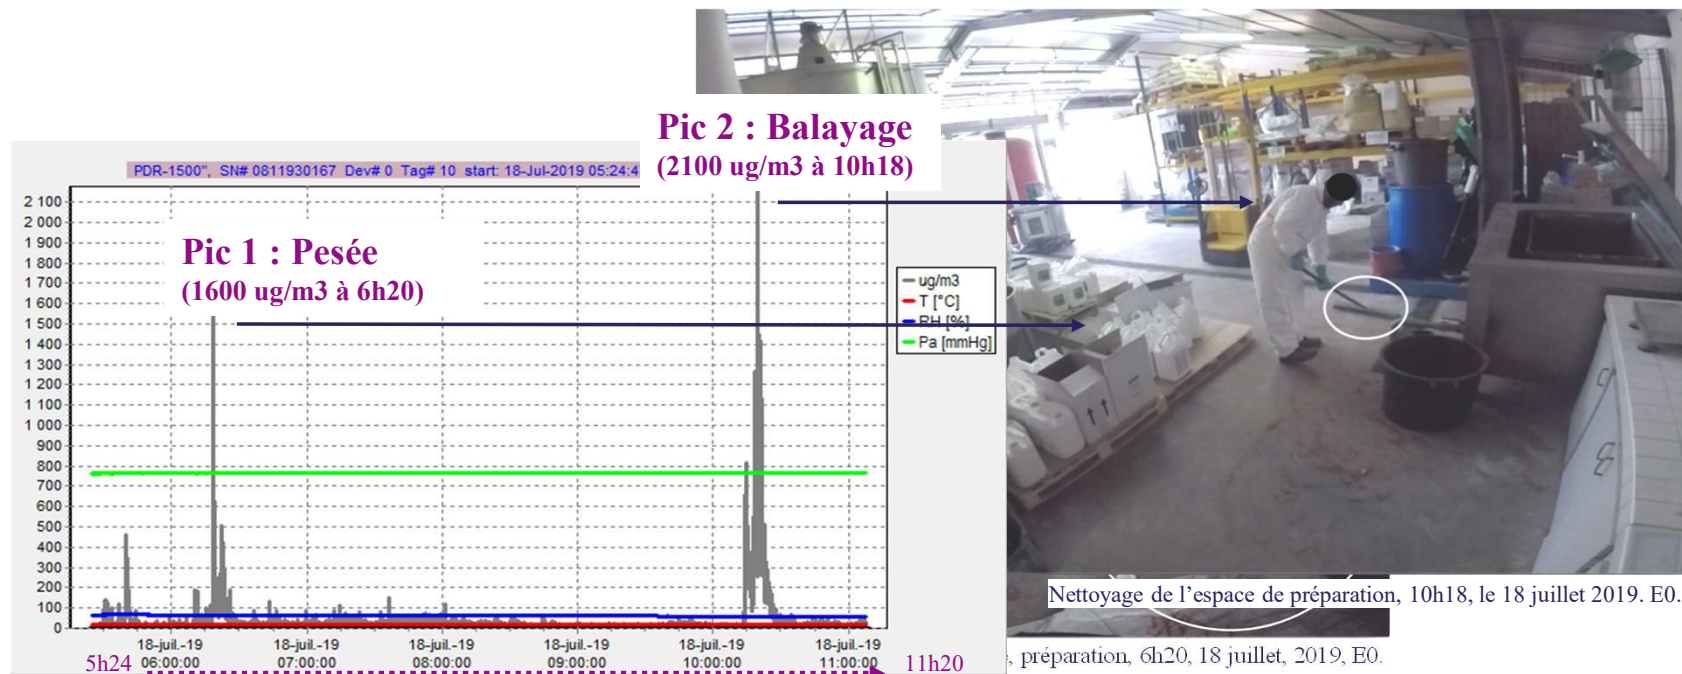 Pic 2 : Balayage
(2100 ug/m3 à 10h18)
PDR-1500", SN# 0811930167 Dev# 0 Tag# 10 start: 18-Jul-2019 05:24:4
Pic 1 : Pesée
(1600 ug/m3 à 6h20)
2 100
2 000
1 900
1 800
1 700
1 600
1 500
1 400
1 300
1 200
1 100
1 000
900
800
700
600
500
400
300
200
100
0
ug/m3
T [°C]
RH [%]
Pa [mmHg]
18-juil.-19 18-juil.-19 18-juil.-19 18-juil.-19 18-juil.-19 18-juil.-19
06:00:00 07:00:00 08:00:00 09:00:00 10:00:00 11:00:00
5h24 11h20
Nettoyage de l'espace de préparation, 10h18, le 18 juillet 2019. E0.
, préparation, 6h20, 18 juillet, 2019, E0.